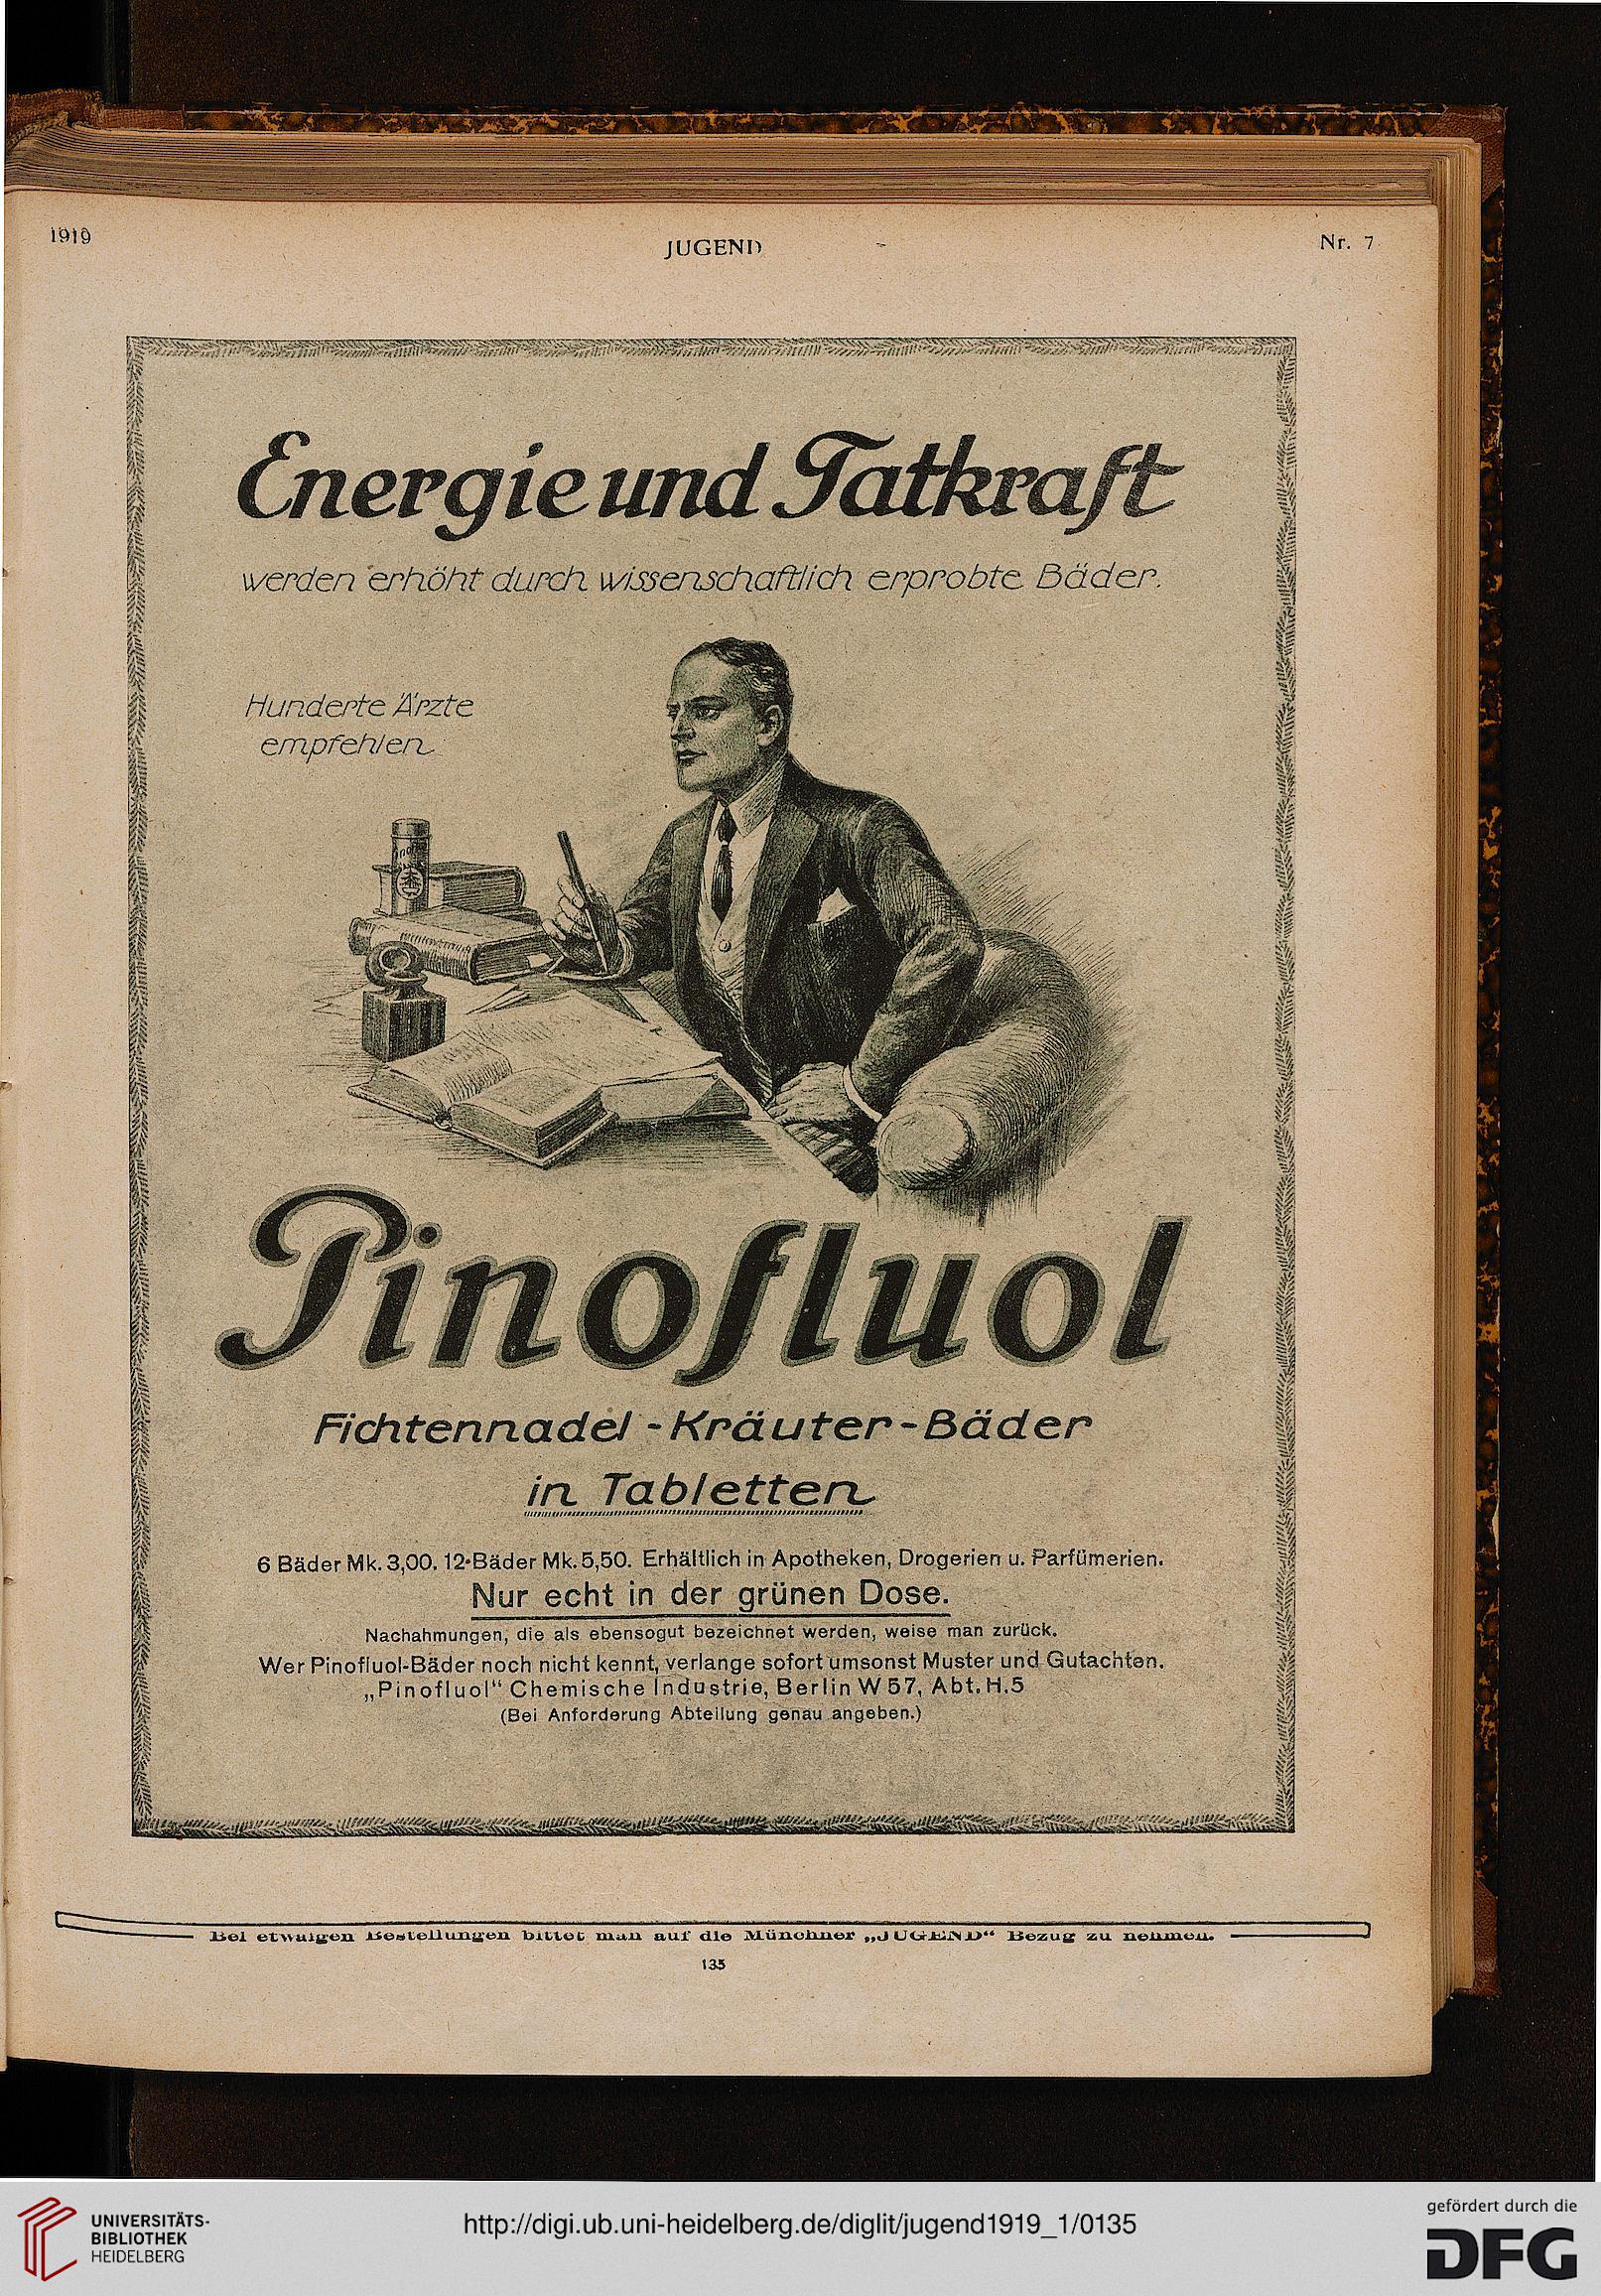 1919
JUGEND
Nr. 7
Energie und Tatkraft
werden erhöht durch wissenschaftlich erprobte Bäder.
Hunderte Ärzte
empfehlen
Pinofluol
Fichtennadel-Kräuter-Bäder
in Tabletten
6 Bäder Mk. 3,00. 12 Bäder Mk. 5,50. Erhältlich in Apotheken, Drogerien u. Parfümerien.
Nur echt in der grünen Dose.
Nachahmungen, die als ebensogut bezeichnet werden, weise man zurück.
Wer Pinofluol-Bäder noch nicht kennt, verlange sofort umsonst Muster und Gutachten.
„Pinofluol“ Chemische Industrie, Berlin W 57, Abt. H.5
(Bei Anforderung Abteilung genau angeben.)
Bei etwaigen Bestellungen bittet man auf die Münchner „JUGEND“ Bezug zu nehmen.
135
UNIVERSITÄTS-
BIBLIOTHEK
HEIDELBERG
http://digi.ub.uni-heidelberg.de/diglit/jugend1919_1/0135
gefördert durch die
DFG